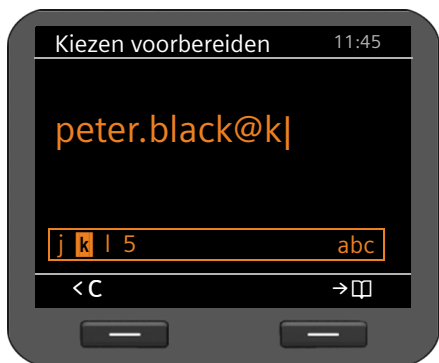 Kiezen voorbereiden 11:45
peter.black@k
j k l 5 abc
< C →